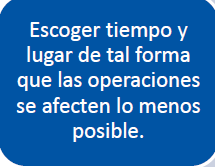 Escoger tiempo y
lugar de tal forma
que las operaciones
se afecten lo menos
posible.